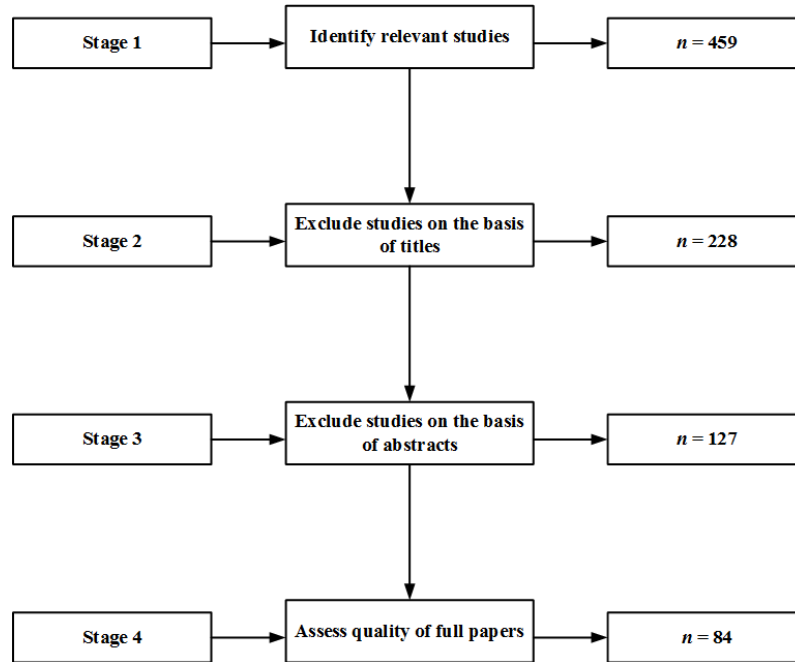 Stage 1
Identify relevant studies
n = 459
Stage 2
Exclude studies on the basis
of titles
n = 228
Stage 3
Exclude studies on the basis
of abstracts
n = 127
Stage 4
Assess quality of full papers
n = 84